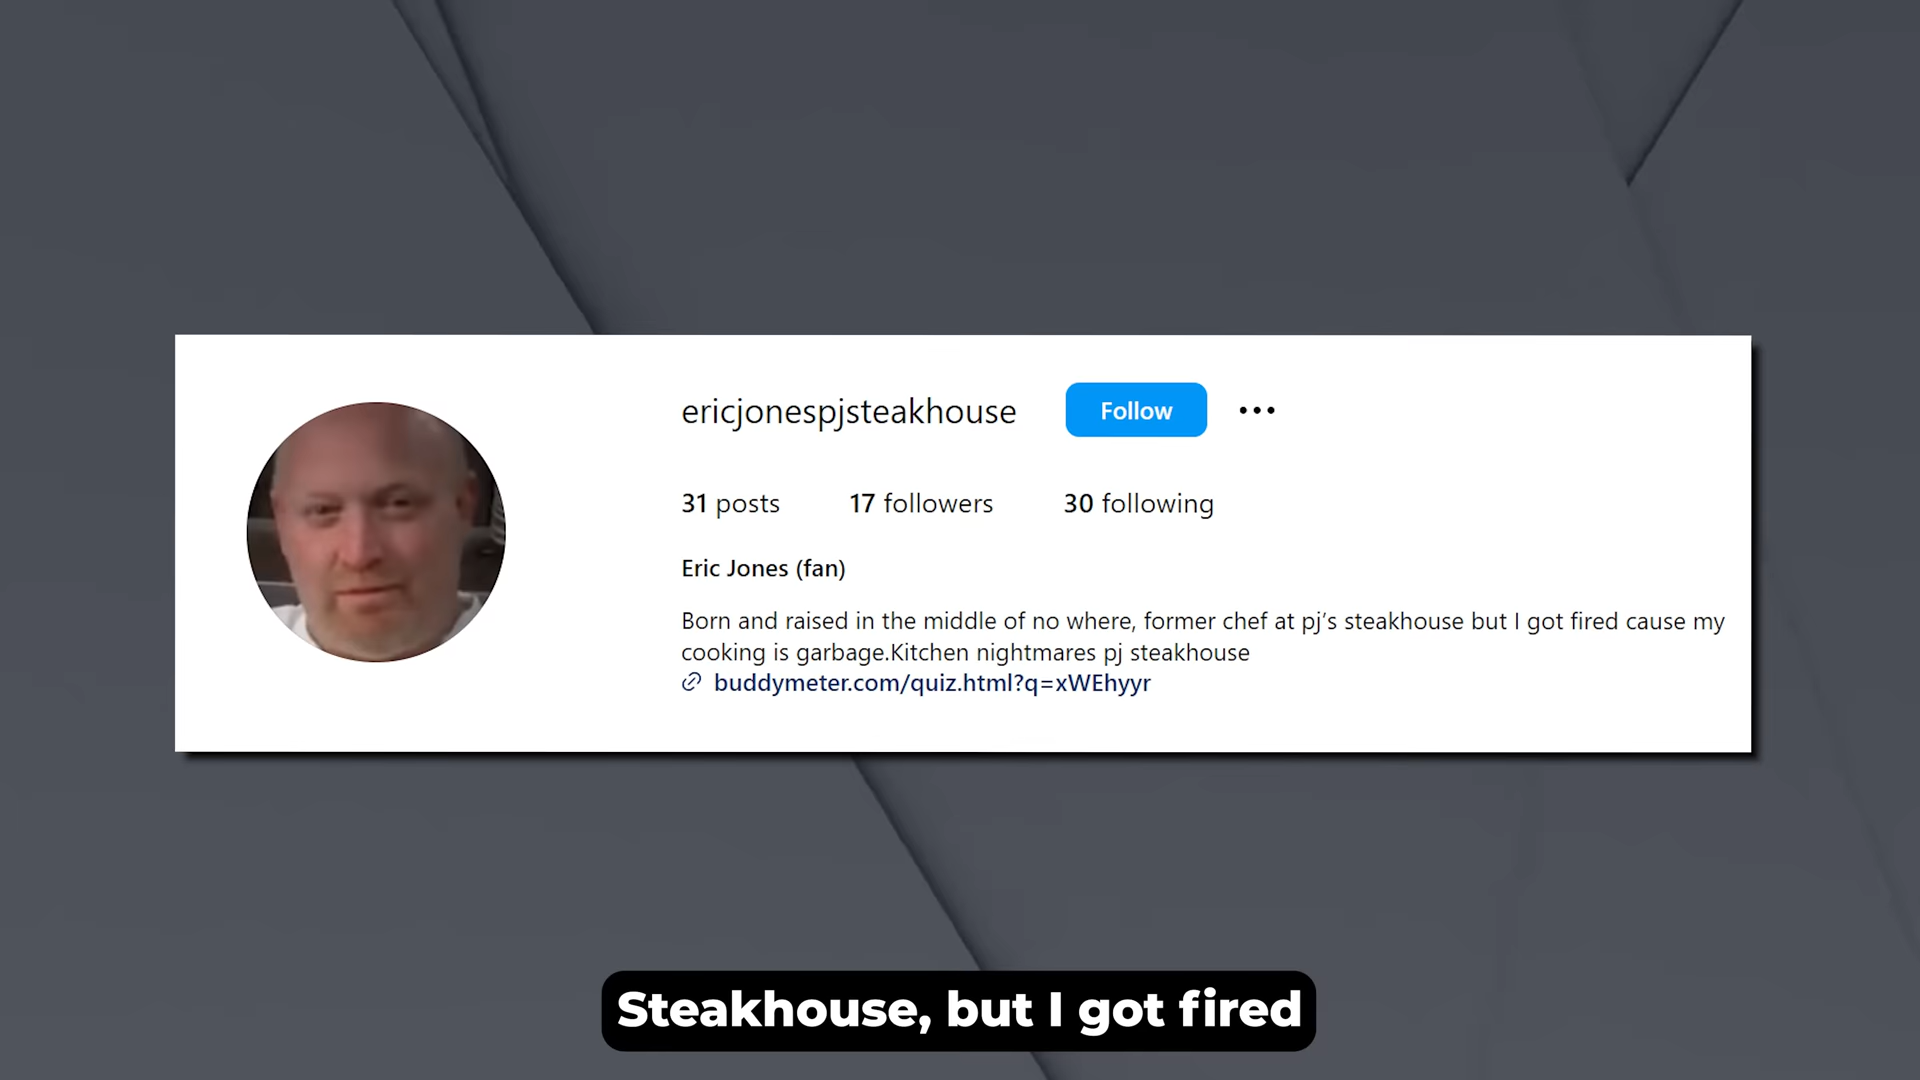 ericjonespjsteakhouse Follow •••
31 posts 17 followers 30 following
Eric Jones (fan)
Born and raised in the middle of no where, former chef at pj’s steakhouse but I got fired cause my
cooking is garbage.Kitchen nightmares pj steakhouse
buddymeter.com/quiz.html?q=xWEhyyr
Steakhouse, but I got fired